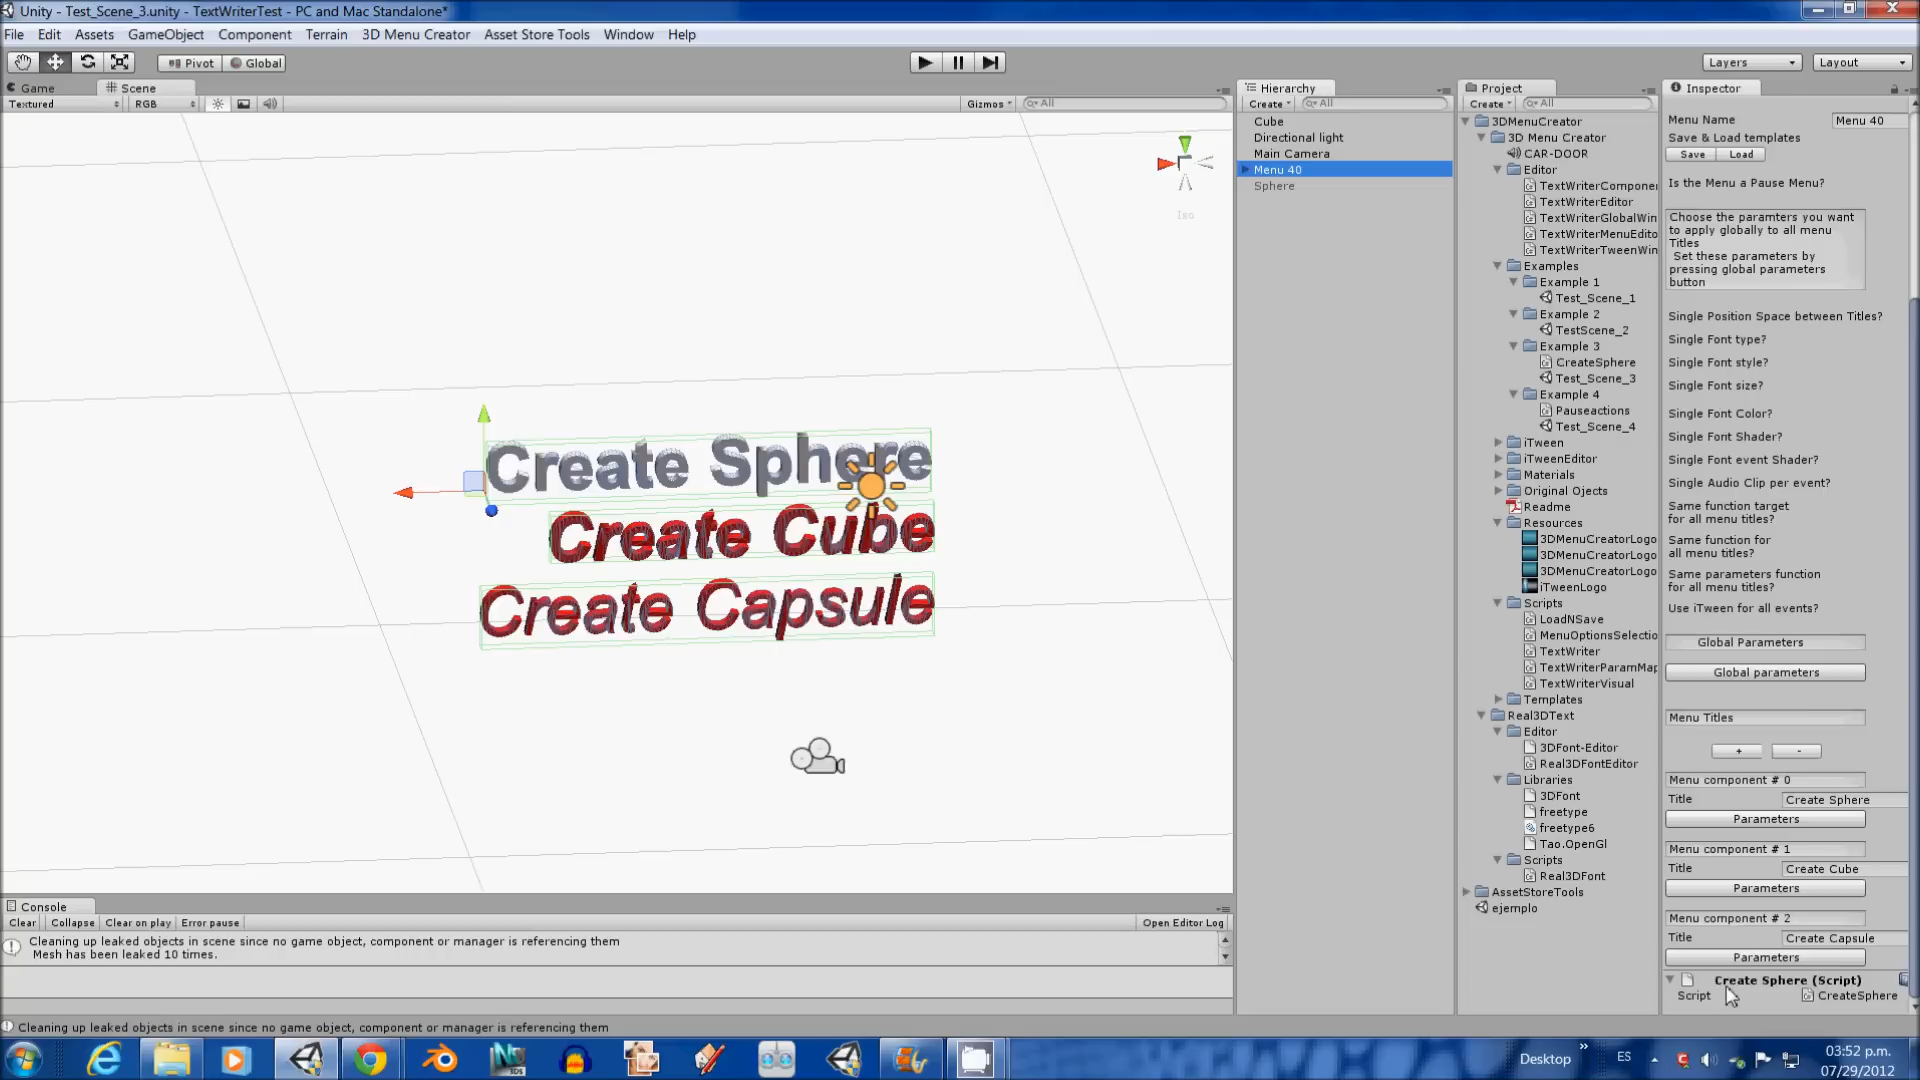 Unity - Test_Scene_3.unity - TextWriterTest - PC and Mac Standalone*
File Edit Assets GameObject Component Terrain 3D Menu Creator Asset Store Tools Window Help
Pivot Global Layers Layout
Game Scene
Textured RGB Gizmos All
Iso
Create Sphere
Create Cube
Create Capsule
Hierarchy
Create All
Cube
Directional light
Main Camera
Menu 40
Sphere
Project
Create All
3DMenuCreator
3D Menu Creator
CAR-DOOR
Editor
TextWriterComponer
TextWriterEditor
TextWriterGlobalWin
TextWriterMenuEdito
TextWriterTweenWin
Examples
Example 1
Test_Scene_1
Example 2
TestScene_2
Example 3
CreateSphere
Test_Scene_3
Example 4
Pauseactions
Test_Scene_4
iTween
iTweenEditor
Materials
Original Ojects
Readme
Resources
3DMenuCreatorLogo
3DMenuCreatorLogo
3DMenuCreatorLogo
iTweenLogo
Scripts
LoadNSave
MenuOptionsSelectio
TextWriter
TextWriterParamMap
TextWriterVisual
Templates
Real3DText
Editor
3DFont-Editor
Real3DFontEditor
Libraries
3DFont
freetype
freetype6
Tao.OpenGl
Scripts
Real3DFont
AssetStoreTools
ejemplo
Inspector
Menu Name Menu 40
Save & Load templates
Save Load
Is the Menu a Pause Menu?
Choose the paramters you want
to apply globally to all menu
Titles
Set these parameters by
pressing global parameters
button
Single Position Space between Titles?
Single Font type?
Single Font style?
Single Font size?
Single Font Color?
Single Font Shader?
Single Font event Shader?
Single Audio Clip per event?
Same function target
for all menu titles?
Same function for
all menu titles?
Same parameters function
for all menu titles?
Use iTween for all events?
Global Parameters
Global parameters
Menu Titles
+ -
Menu component # 0
Title Create Sphere
Parameters
Menu component # 1
Title Create Cube
Parameters
Menu component # 2
Title Create Capsule
Parameters
Create Sphere (Script)
Script CreateSphere
Console
Clear Collapse Clear on play Error pause Open Editor Log
Cleaning up leaked objects in scene since no game object, component or manager is referencing them
Mesh has been leaked 10 times.
Cleaning up leaked objects in scene since no game object, component or manager is referencing them
Desktop ES 03:52 p.m.
07/29/2012